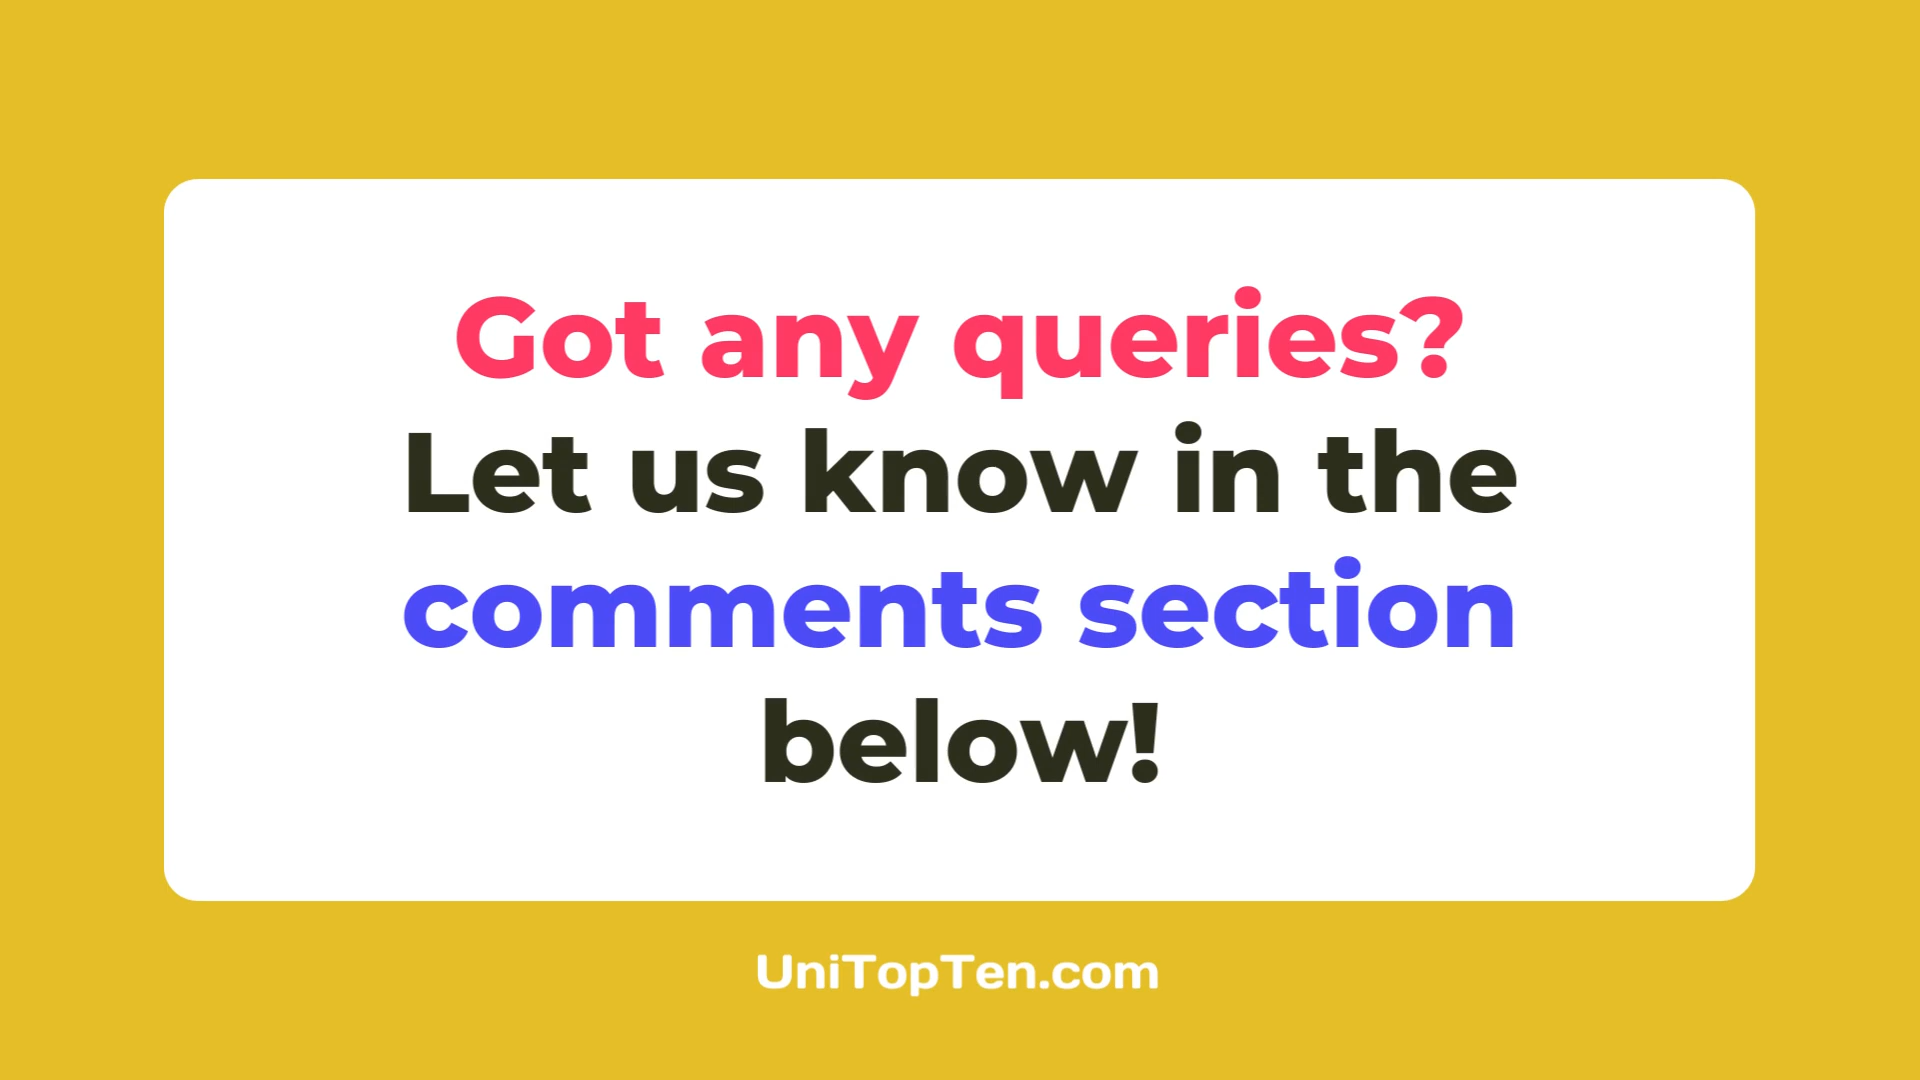 Got any queries?
Let us know in the
comments section
below!
UniTopTen.com